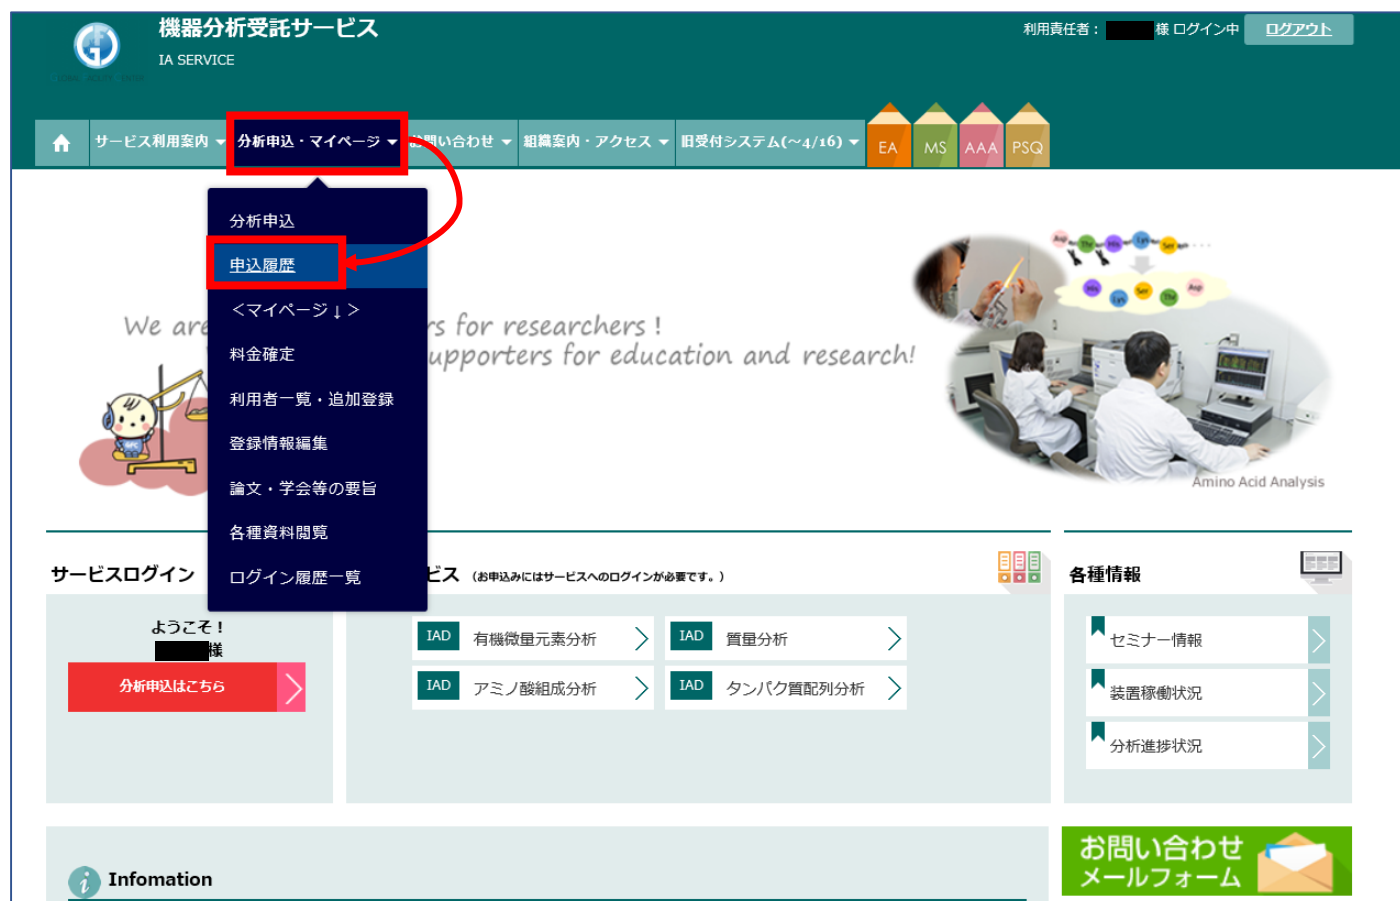 機器分析受託サービス
IA SERVICE
利用責任者：
様 ログイン中
ログアウト
サービス利用案内
分析申込・マイページ
お問い合わせ
組織案内・アクセス
旧受付システム(～4/16)
EA
MS
AAA
PSQ
分析申込
申込履歴
＜マイページ↓＞
料金確定
利用者一覧・追加登録
登録情報編集
論文・学会等の要旨
各種資料閲覧
ログイン履歴一覧
We are
rs for researchers !
upporters for education and research!
Asp
Thr
His
Lys
Ser
His
Lys
Ser
Thr
Asp
Amino Acid Analysis
サービスログイン
ビス （お申込みにはサービスへのログインが必要です。）
各種情報
ようこそ！
様
分析申込はこちら
IAD 有機微量元素分析
IAD 質量分析
IAD アミノ酸組成分析
IAD タンパク質配列分析
セミナー情報
装置稼働状況
分析進捗状況
Infomation
お問い合わせ
メールフォーム